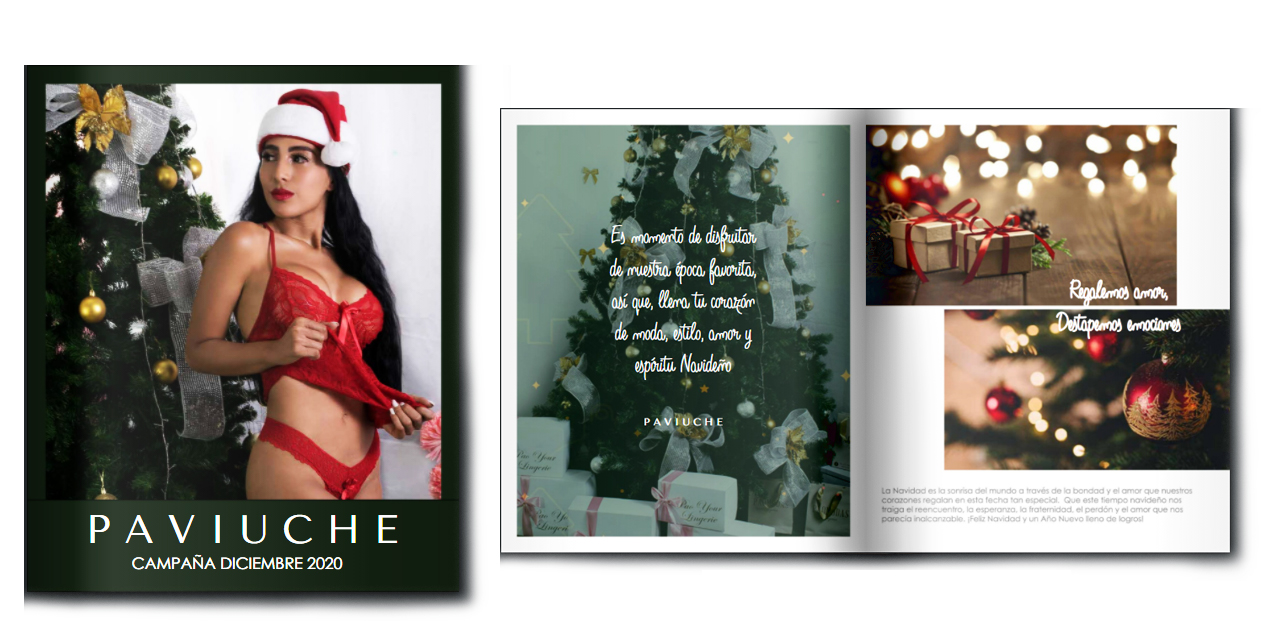 PAVIUCHE
CAMPAÑA DICIEMBRE 2020
Es momento de disfrutar
de nuestra época favorita,
así que, llena tu corazón
de moda, estilo, amor y
espíritu Navideño
PAVIUCHE
Your
Lingerie
Your
Lingerie
Regalemos amor,
Destapemos emociones
La Navidad es la sonrisa del mundo a través de la bondad y el amor que nuestros
corazones regalan en esta fecha tan especial. Que este tiempo navideño nos
traiga el reencuentro, la esperanza, la fraternidad, el perdón y el amor que nos
parecía inalcanzable. ¡Feliz Navidad y un Año Nuevo lleno de logros!